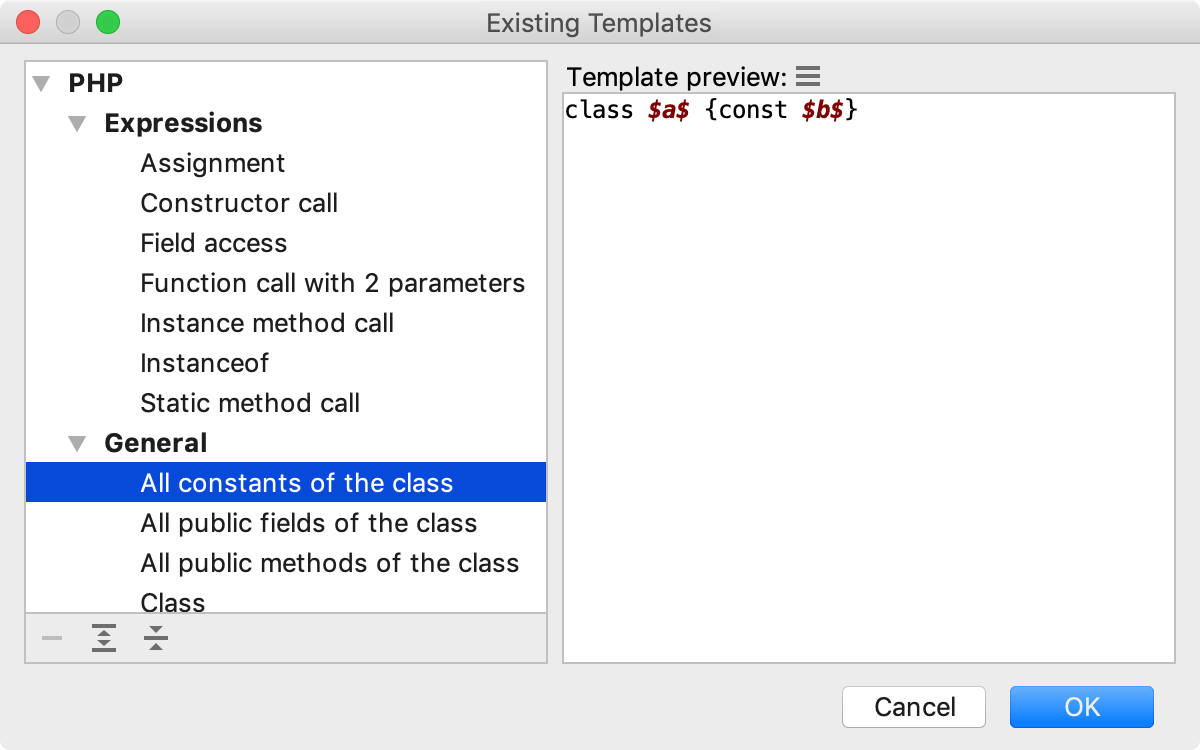 Existing Templates
PHP
Expressions
Assignment
Constructor call
Field access
Function call with 2 parameters
Instance method call
Instanceof
Static method call
General
All constants of the class
All public fields of the class
All public methods of the class
Class
Template preview:
class $a$ {const $b$}
Cancel
OK